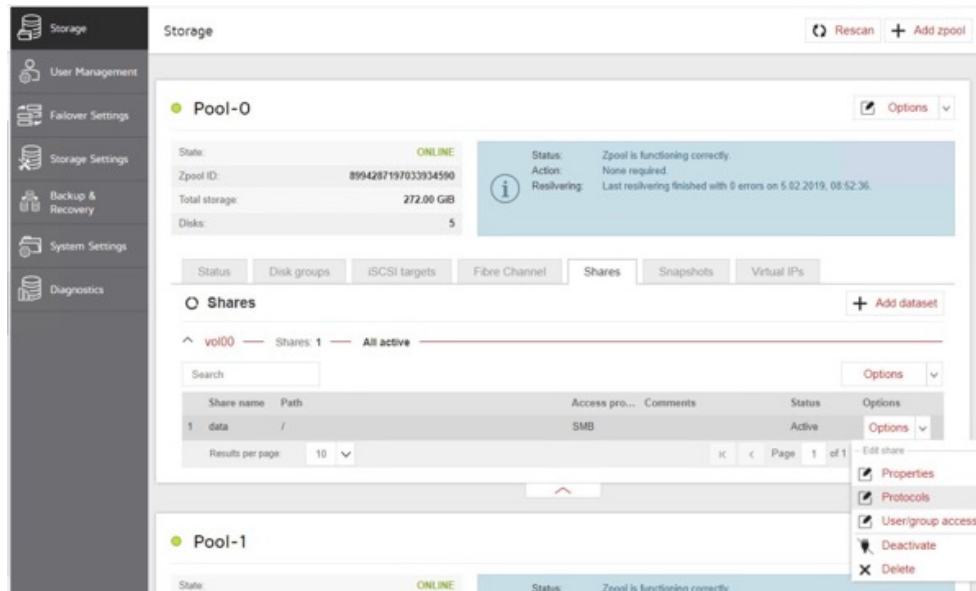 Storage
User Management
Failover Settings
Storage Settings
Backup &
Recovery
System Settings
Diagnostics
Storage
Rescan
Add zpool
Pool-0
Options
State: ONLINE
Zpool ID: 8994287197033934590
Total storage: 272.00 GiB
Disks: 5
Status: Zpool is functioning correctly.
Action: None required.
Resilvering: Last resilvering finished with 0 errors on 5.02.2019, 08:52:36.
Status Disk groups iSCSI targets Fibre Channel Shares Snapshots Virtual IPs
Shares
Add dataset
vol00 Shares: 1 All active
Search
Options
Share name Path Access pro... Comments Status Options
1 data / SMB Active Options
Results per page: 10 Page 1 of 1
Edit share
Properties
Protocols
User/group access
Deactivate
Delete
Pool-1
State: ONLINE
Status: Zpool is functioning correctly.